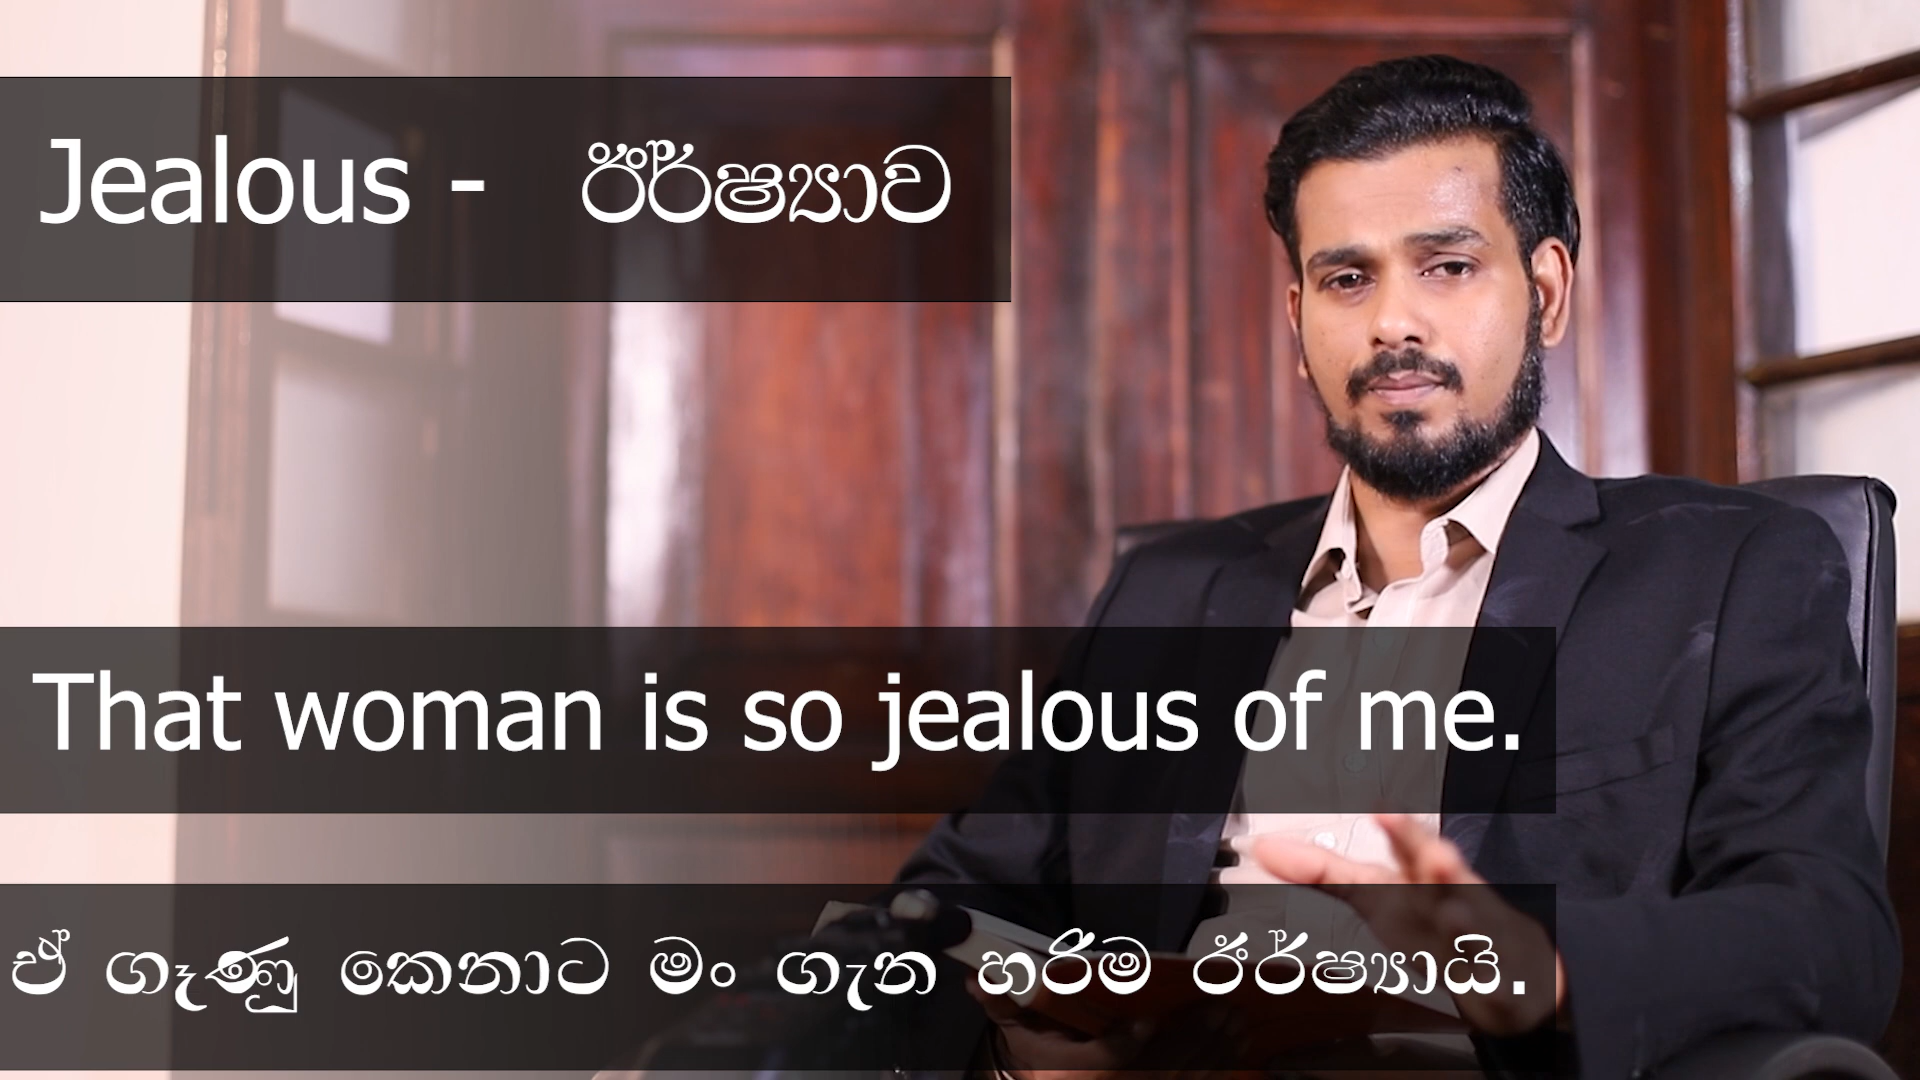 Jealous - ඊර්ෂ්‍යාව
That woman is so jealous of me.
ඒ ගෑණු කෙනාට මං ගැන හරිම ඊර්ෂ්‍යායි.